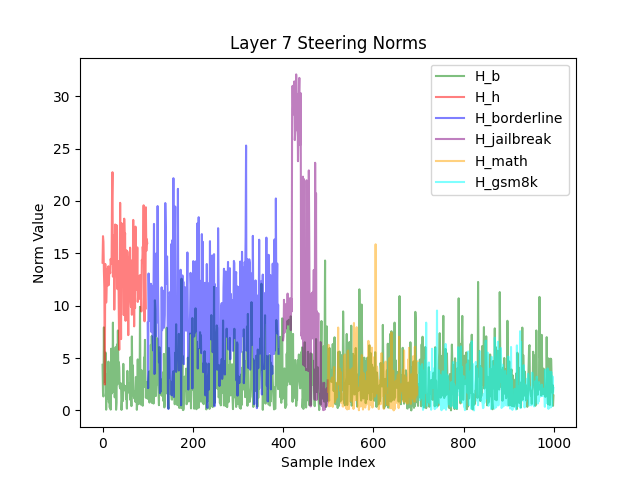 Layer 7 Steering Norms
Norm Value
30
25
20
15
10
5
0
H_b
H_h
H_borderline
H_jailbreak
H_math
H_gsm8k
0
200
400
600
800
1000
Sample Index